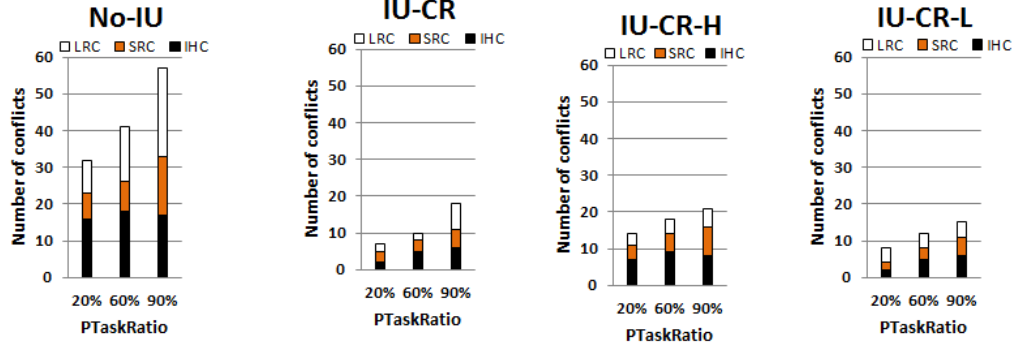 No-IU
LRC SRC IHC
Number of conflicts
60
50
40
30
20
10
0
20% 60% 90%
PTaskRatio
IU-CR
LRC SRC IHC
Number of conflicts
60
50
40
30
20
10
0
20% 60% 90%
PTaskRatio
IU-CR-H
LRC SRC IHC
Number of conflicts
60
50
40
30
20
10
0
20% 60% 90%
PTaskRatio
IU-CR-L
LRC SRC IHC
Number of conflicts
60
50
40
30
20
10
0
20% 60% 90%
PTaskRatio